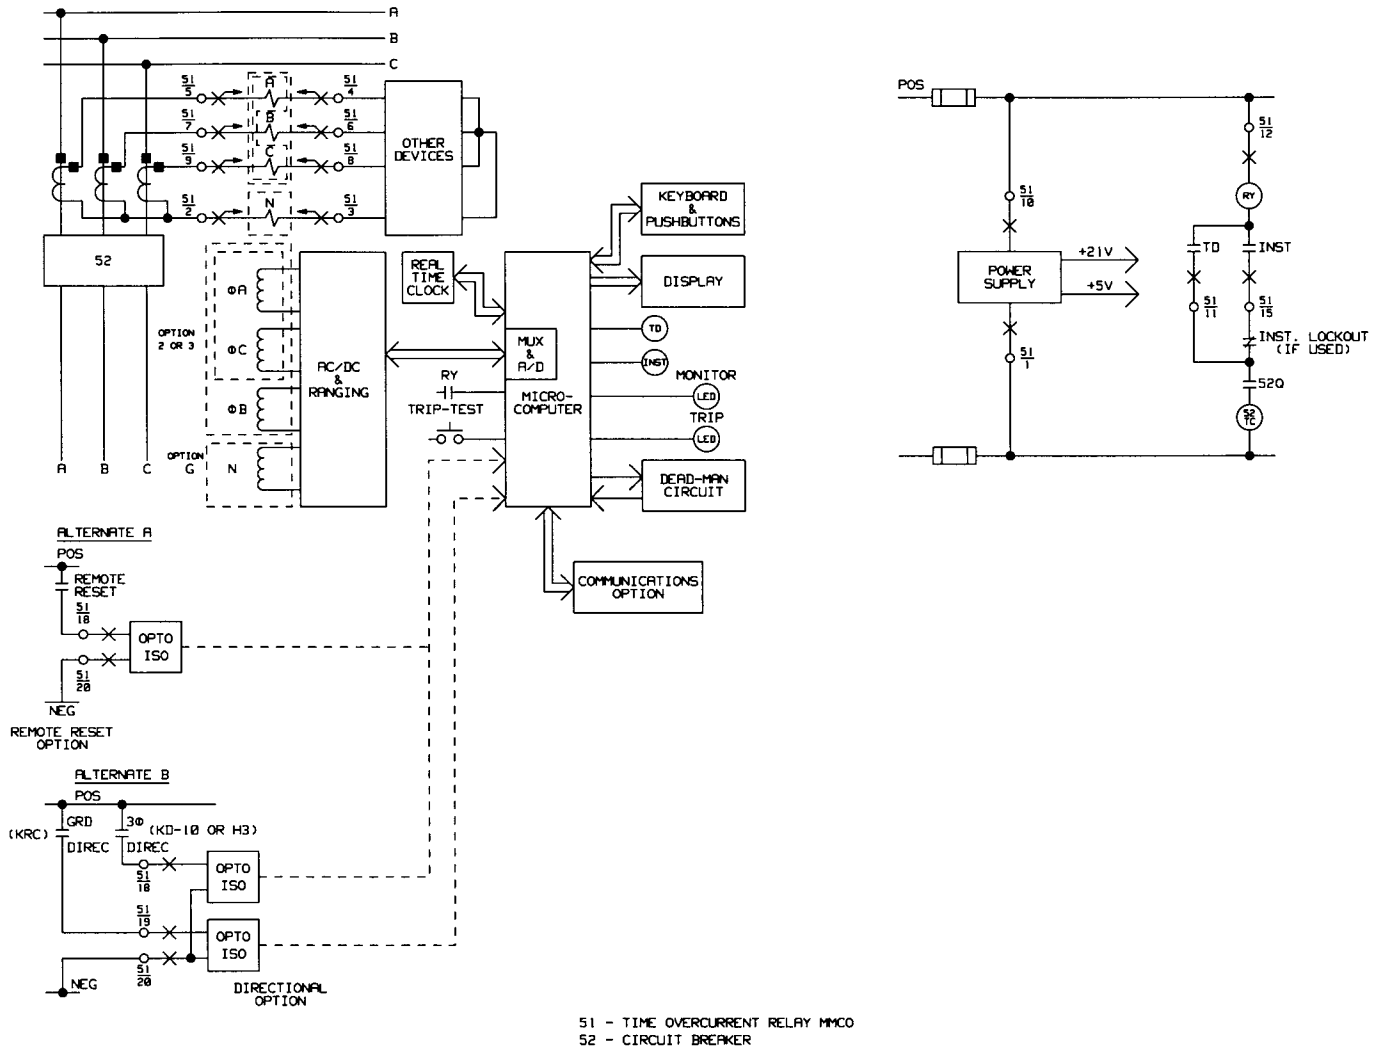 A
B
C
51
5
A
51
4
51
7
B
51
6
51
9
C
51
8
51
2
N
51
3
OTHER
DEVICES
52
OPTION
2 OR 3
ΦA
ΦC
ΦB
OPTION
G
N
A B C
AC/DC
&
RANGING
REAL
TIME
CLOCK
MUX
&
A/D
MICRO-
COMPUTER
RY
TRIP-TEST
KEYBOARD
&
PUSHBUTTONS
DISPLAY
TD
INST
MONITOR
LED
TRIP
LED
DEAD-MAN
CIRCUIT
COMMUNICATIONS
OPTION
POS
51
10
POWER
SUPPLY
+21V
+5V
51
1
51
12
RY
TD
INST
51
11
51
15
INST. LOCKOUT
(IF USED)
52Q
52
TC
ALTERNATE A
POS
REMOTE
RESET
51
18
OPTO
ISO
51
20
NEG
REMOTE RESET
OPTION
ALTERNATE B
POS
(KRC)
GRD
DIREC
3Φ
DIREC
(KD-10 OR H3)
51
18
OPTO
ISO
51
19
OPTO
ISO
51
20
NEG
DIRECTIONAL
OPTION
51 - TIME OVERCURRENT RELAY MMCO
52 - CIRCUIT BREAKER